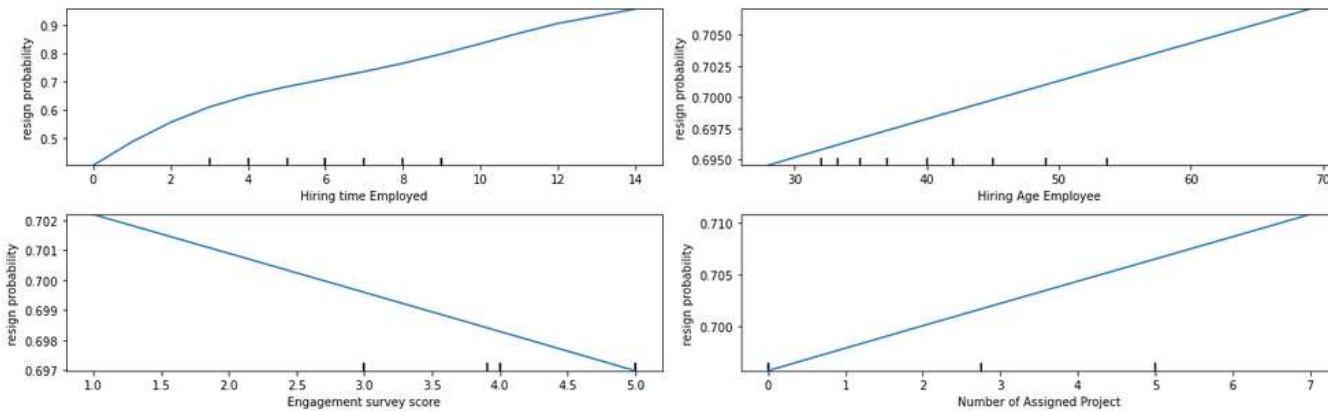 resign probability
0.9
0.8
0.7
0.6
0.5
0 2 4 6 8 10 12 14
Hiring time Employed
resign probability
0.7050
0.7025
0.7000
0.6975
0.6950
30 40 50 60 70
Hiring Age Employee
resign probability
0.702
0.701
0.700
0.699
0.698
0.697
1.0 1.5 2.0 2.5 3.0 3.5 4.0 4.5 5.0
Engagement survey score
resign probability
0.710
0.705
0.700
0 1 2 3 4 5 6 7
Number of Assigned Project